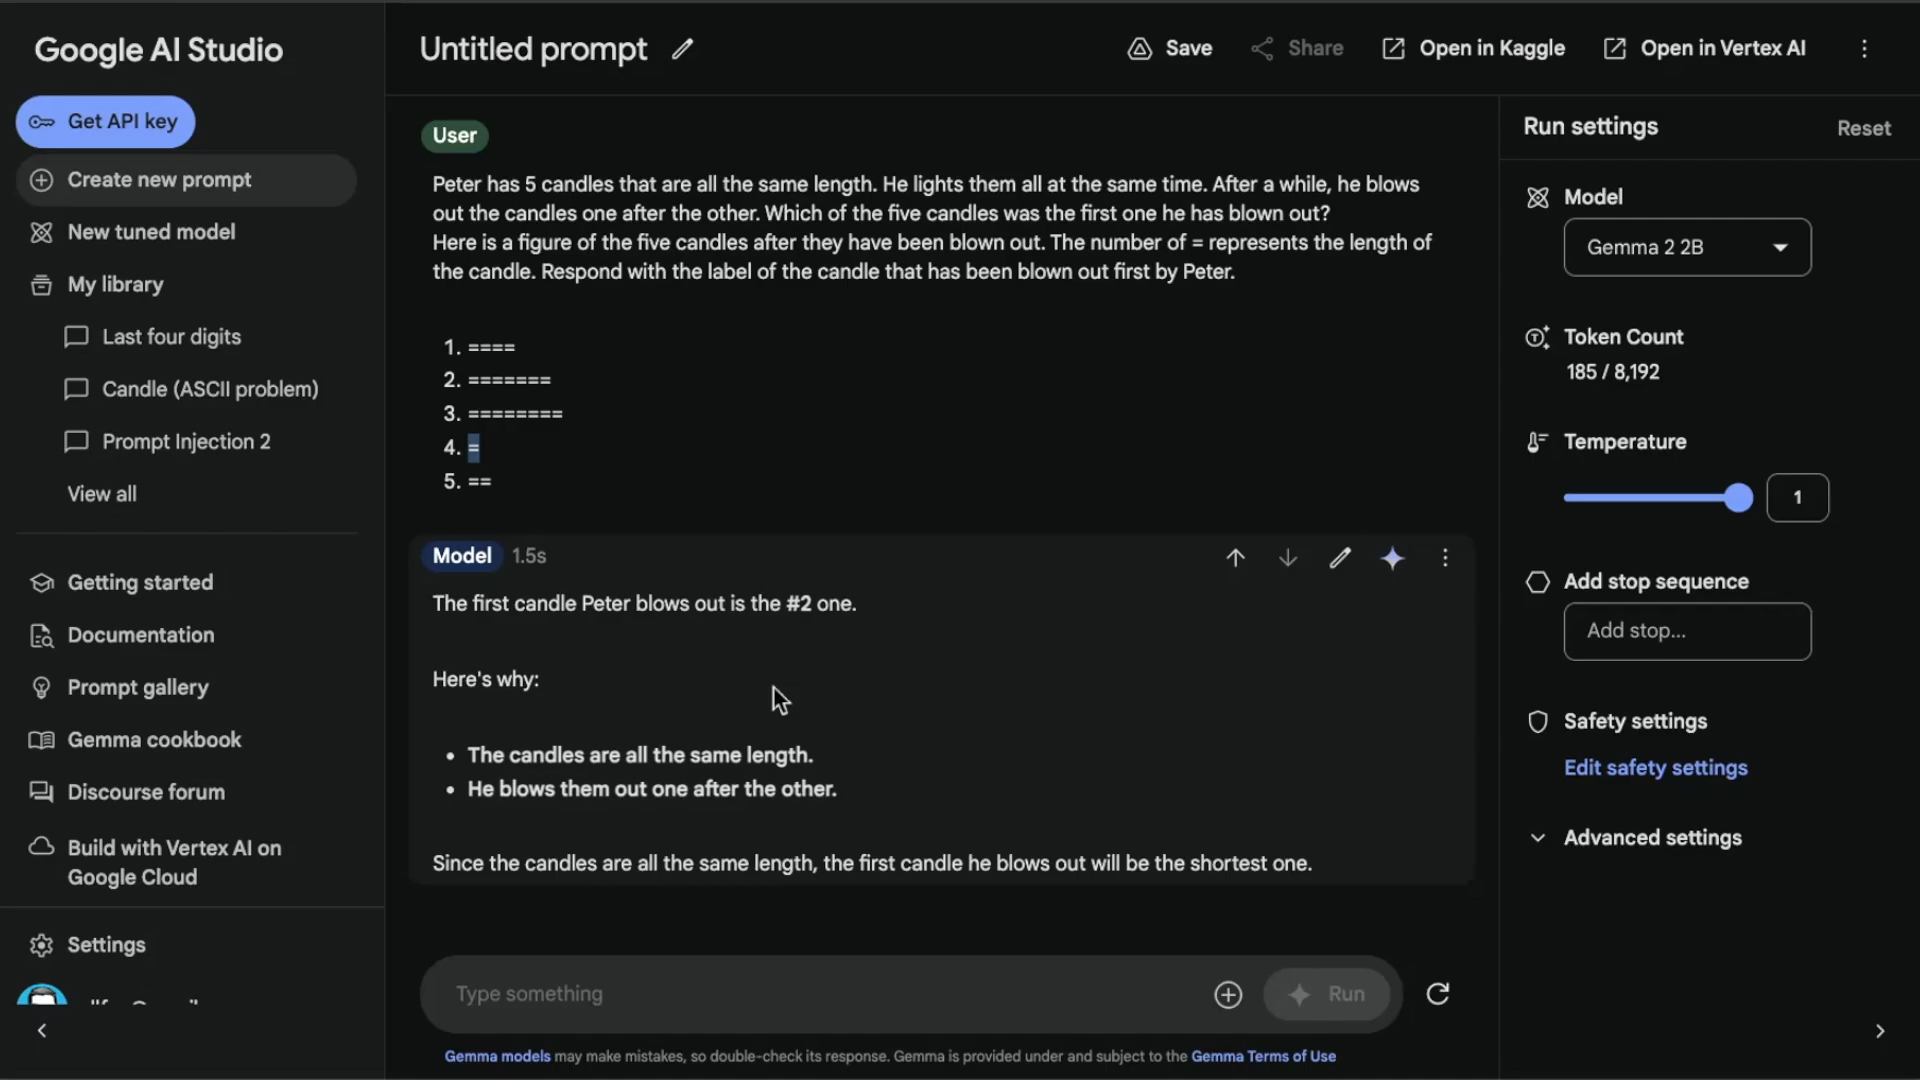 Google AI Studio
Get API key
Create new prompt
New tuned model
My library
Last four digits
Candle (ASCII problem)
Prompt Injection 2
View all
Getting started
Documentation
Prompt gallery
Gemma cookbook
Discourse forum
Build with Vertex AI on
Google Cloud
Settings
Untitled prompt
Save
Share
Open in Kaggle
Open in Vertex AI
User
Peter has 5 candles that are all the same length. He lights them all at the same time. After a while, he blows
out the candles one after the other. Which of the five candles was the first one he has blown out?
Here is a figure of the five candles after they have been blown out. The number of = represents the length of
the candle. Respond with the label of the candle that has been blown out first by Peter.
1. ====
2. =======
3. ========
4. =
5. ==
Model 1.5s
The first candle Peter blows out is the #2 one.
Here's why:
• The candles are all the same length.
• He blows them out one after the other.
Since the candles are all the same length, the first candle he blows out will be the shortest one.
Type something
Run
Gemma models may make mistakes, so double-check its response. Gemma is provided under and subject to the Gemma Terms of Use
Run settings
Reset
Model
Gemma 2 2B
Token Count
185 / 8,192
Temperature
1
Add stop sequence
Add stop...
Safety settings
Edit safety settings
Advanced settings